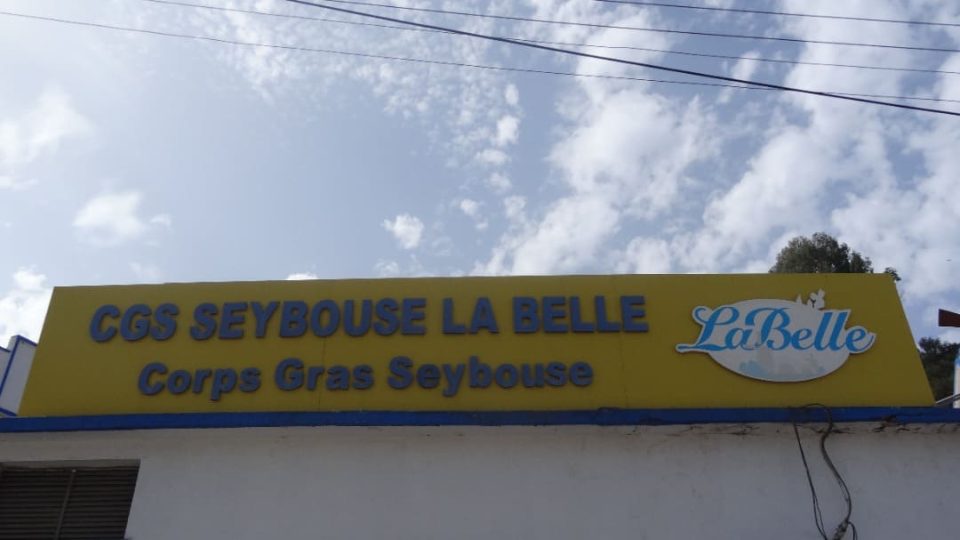 CGS SEYBOUSE LA BELLE
Corps Gras Seybouse
LaBelle